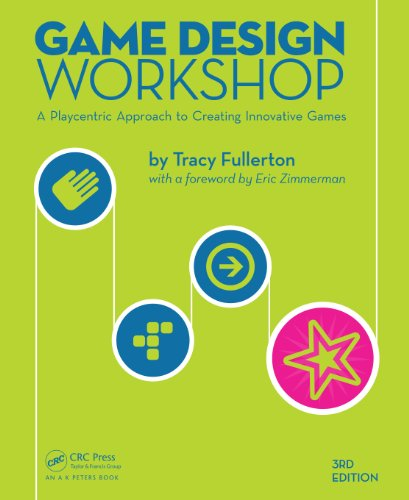 GAME DESIGN
WORKSHOP
A Playcentric Approach to Creating Innovative Games
by Tracy Fullerton
with a foreword by Eric Zimmerman
CRC
CRC Press
Taylor & Francis Group
AN A K PETERS BOOK
3RD
EDITION